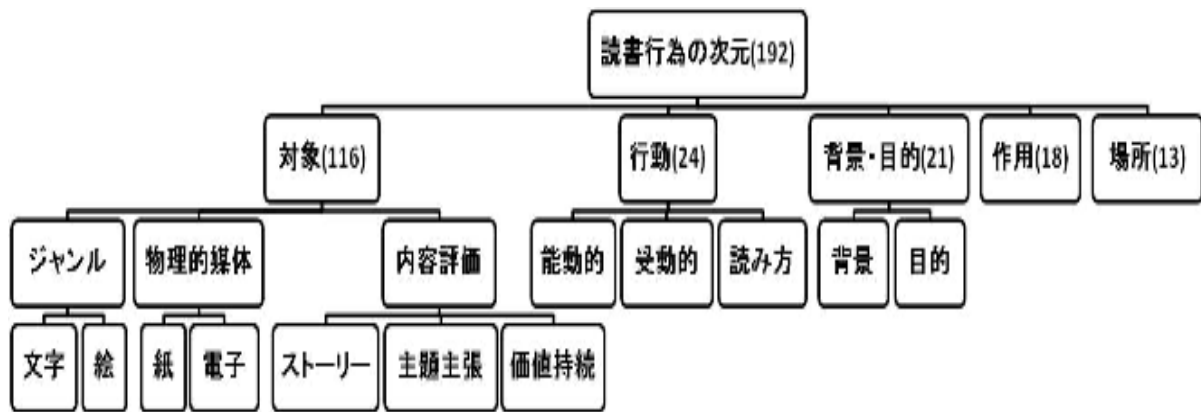 読書行為の次元(192)
対象(116)
行動(24)
背景・目的(21)
作用(18)
場所(13)
ジャンル
物理的媒体
内容評価
能動的
受動的
読み方
背景
目的
文字
絵
紙
電子
ストーリー
主題主張
価値持続